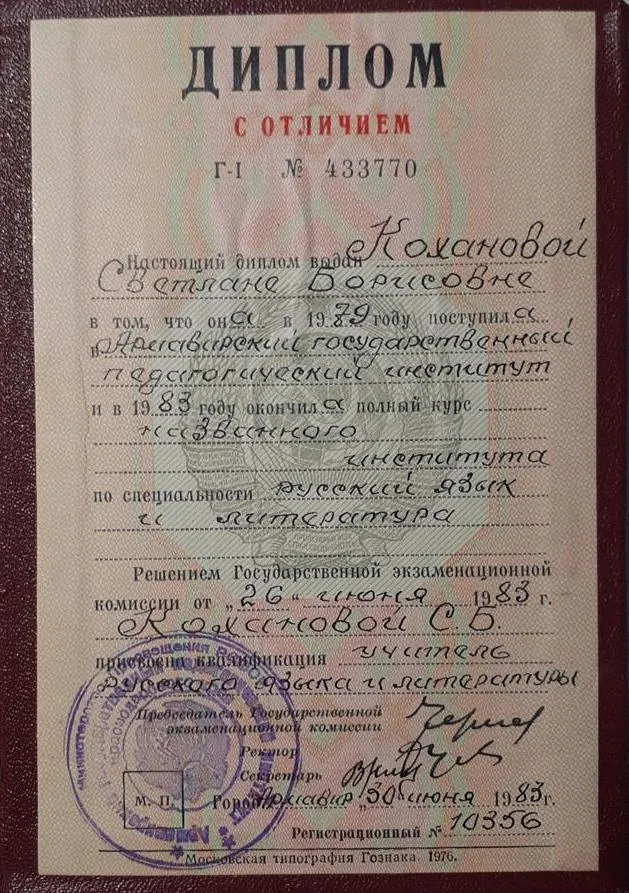 ДИПЛОМ
С ОТЛИЧИЕМ
Г-I № 433770
Настоящий диплом выдан Кохановой
Светлане Борисовне
в том, что она в 1979 году поступила
в Армавирский государственный
педагогический институт
и в 1983 году окончила полный курс
названного
института
по специальности русский язык
и литература
Решением Государственной экзаменационной
комиссии от „26“ июня 1983 г.
Кохановой С.Б.
присвоена квалификация учитель
русского языка и литературы
Председатель Государственной
экзаменационной комиссии
Ректор
Секретарь
М. П.
Город Армавир „30“ июня 1983 г.
Регистрационный № 10356
Московская типография Гознака. 1976.